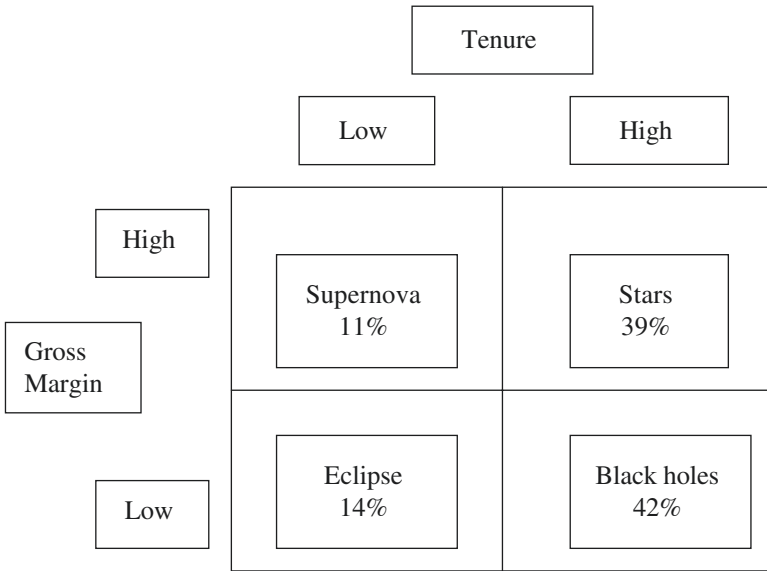 Tenure
Low
High
High
Supernova
11%
Stars
39%
Gross
Margin
Low
Eclipse
14%
Black holes
42%